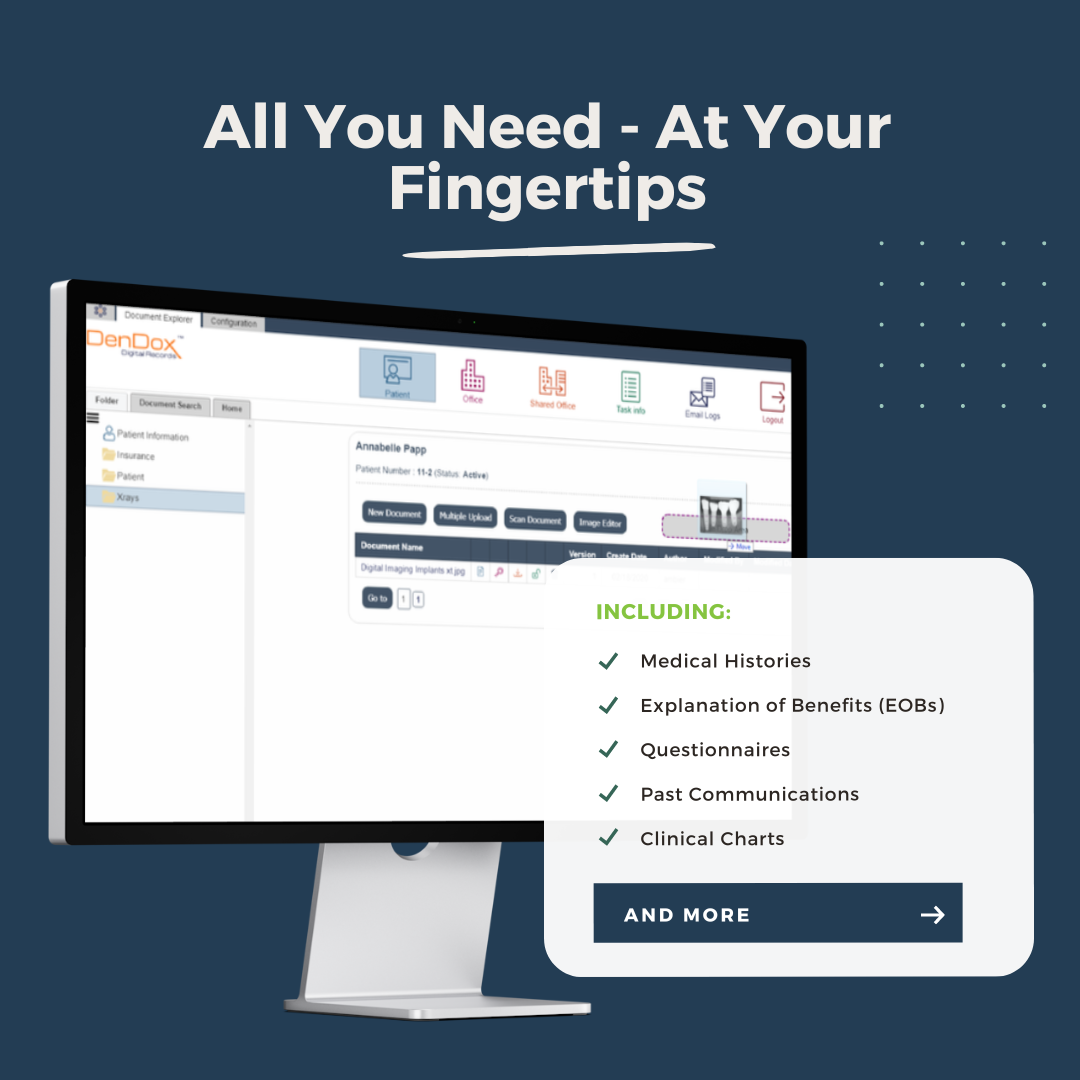 All You Need - At Your
Fingertips
Document Explorer
Configuration
DenDox™
Digital Records
Patient
Office
Shared Office
Task info
Email Logs
Logout
Folder
Document Search
Home
Patient Information
Insurance
Patient
Xrays
Annabelle Papp
Patient Number : 11-2 (Status: Active)
New Document
Multiple Upload
Scan Document
Image Editor
Move
Document Name
Version
Create Date
Digital Imaging Implants xt.jpg
Go to
1
1
INCLUDING:
Medical Histories
Explanation of Benefits (EOBs)
Questionnaires
Past Communications
Clinical Charts
AND MORE